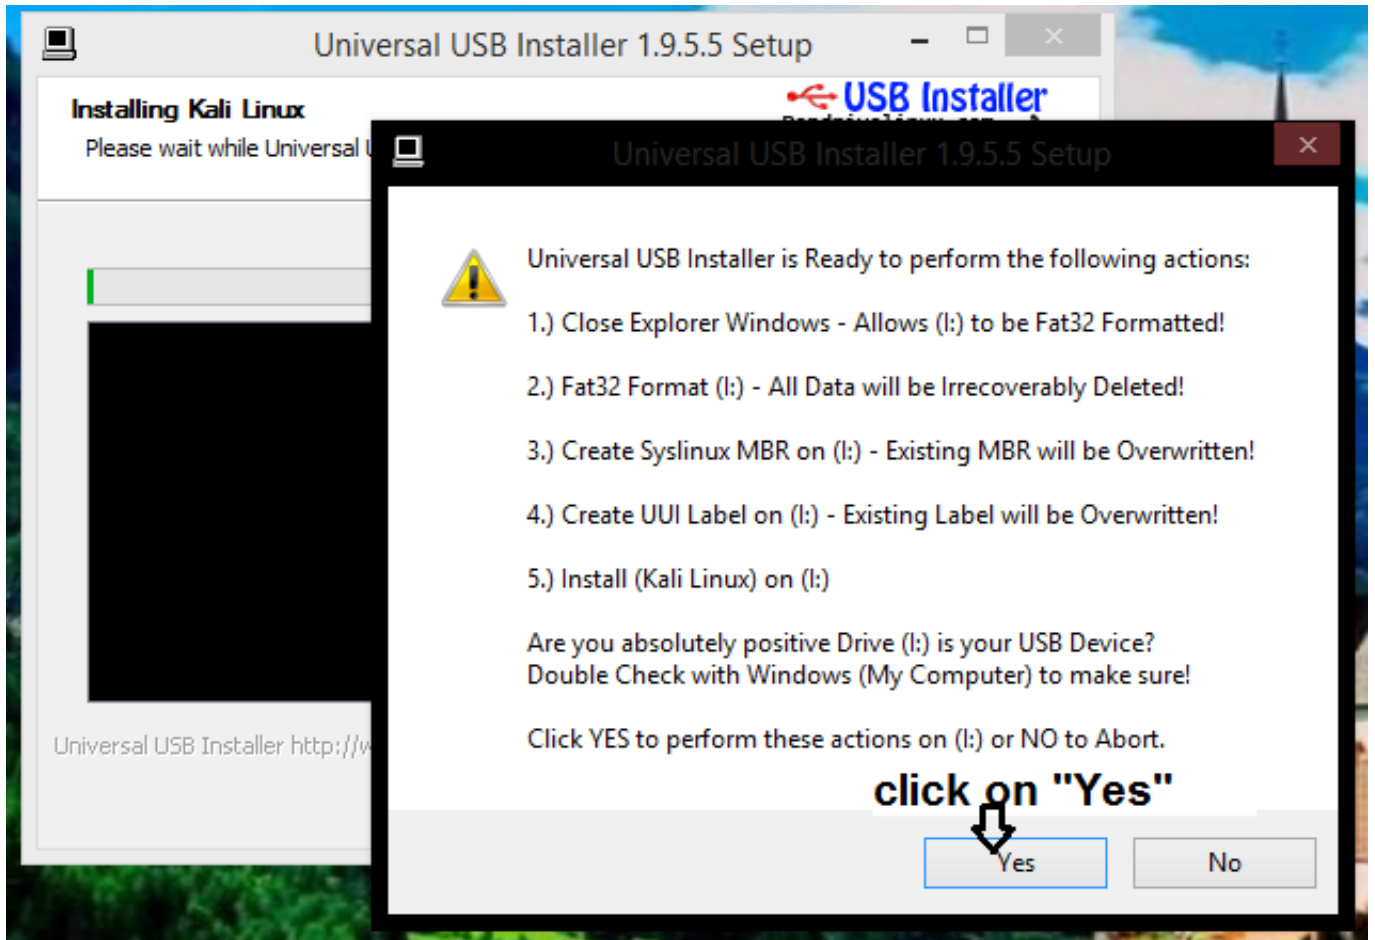 Universal USB Installer 1.9.5.5 Setup
Installing Kali Linux
USB Installer
Please wait while Universal
Universal USB Installer 1.9.5.5 Setup
Universal USB Installer is Ready to perform the following actions:
1.) Close Explorer Windows - Allows (I:) to be Fat32 Formatted!
2.) Fat32 Format (I:) - All Data will be Irrecoverably Deleted!
3.) Create Syslinux MBR on (I:) - Existing MBR will be Overwritten!
4.) Create UUI Label on (I:) - Existing Label will be Overwritten!
5.) Install (Kali Linux) on (I:)
Are you absolutely positive Drive (I:) is your USB Device?
Double Check with Windows (My Computer) to make sure!
Universal USB Installer http://w
Click YES to perform these actions on (I:) or NO to Abort.
click on "Yes"
Yes
No